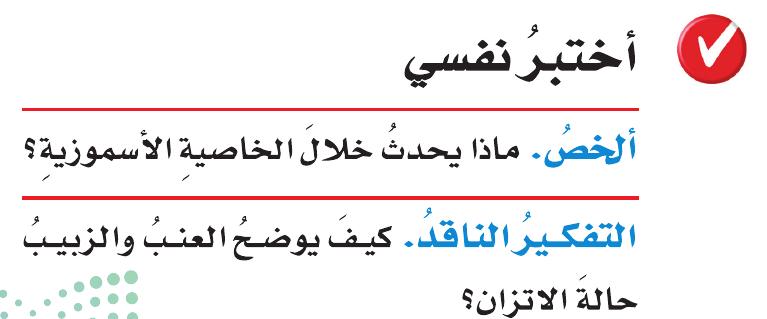 أختبرُ نفسي
ألخصُ. ماذا يحدثُ خلالَ الخاصيةِ الأسموزيةِ؟
التفكيرُ الناقدُ. كيفَ يوضحُ العنبُ والزبيبُ
حالةَ الاتزان؟